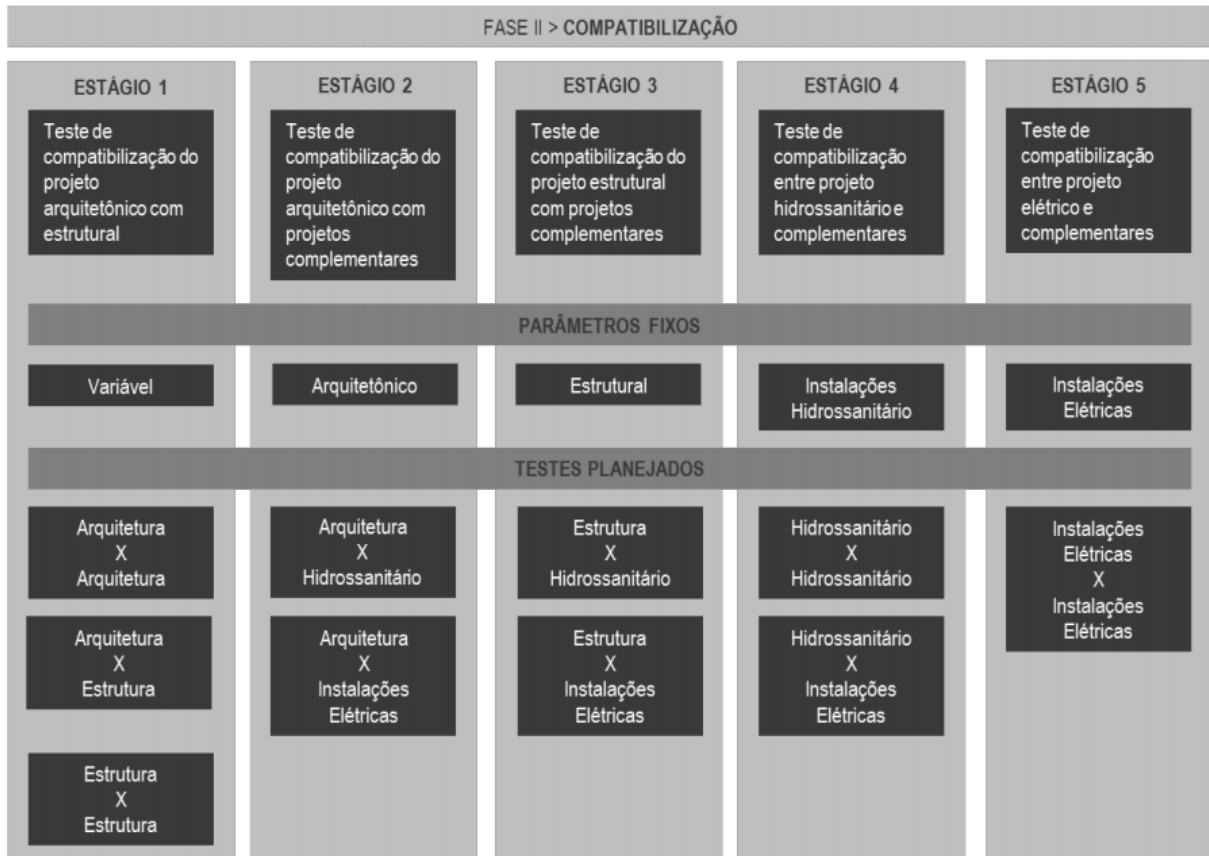 FASE II > COMPATIBILIZAÇÃO
ESTÁGIO 1
Teste de
compatibilização do
projeto
arquitetônico com
estrutural
ESTÁGIO 2
Teste de
compatibilização do
projeto
arquitetônico com
projetos
complementares
ESTÁGIO 3
Teste de
compatibilização do
projeto estrutural
com projetos
complementares
ESTÁGIO 4
Teste de
compatibilização
entre projeto
hidrossanitário e
complementares
ESTÁGIO 5
Teste de
compatibilização
entre projeto
elétrico e
complementares
PARÂMETROS FIXOS
Variável
Arquitetônico
Estrutural
Instalações
Hidrossanitário
Instalações
Elétricas
TESTES PLANEJADOS
Arquitetura
X
Arquitetura
Arquitetura
X
Estrutura
Estrutura
X
Estrutura
Arquitetura
X
Hidrossanitário
Arquitetura
X
Instalações
Elétricas
Estrutura
X
Hidrossanitário
Estrutura
X
Instalações
Elétricas
Hidrossanitário
X
Hidrossanitário
Hidrossanitário
X
Instalações
Elétricas
Instalações
Elétricas
X
Instalações
Elétricas